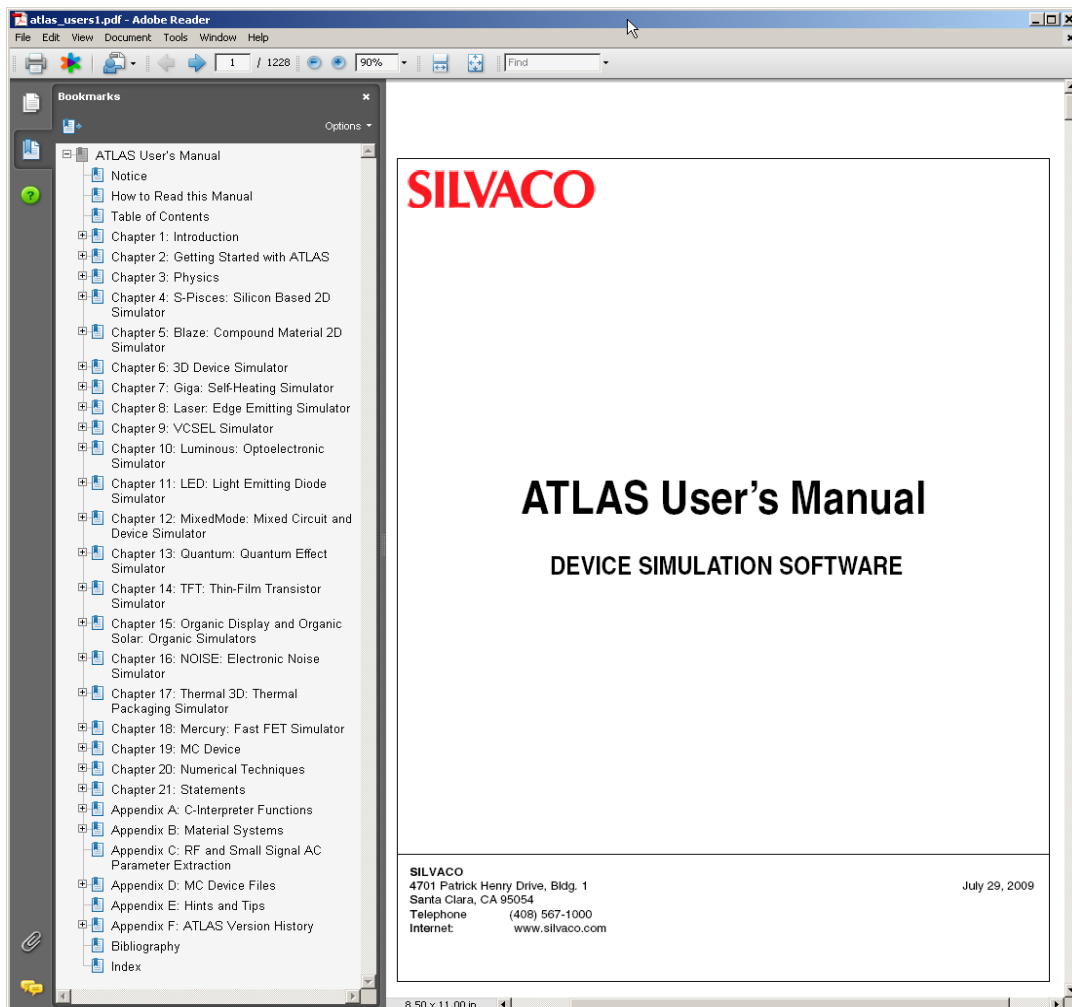 atlas_users1.pdf - Adobe Reader
File Edit View Document Tools Window Help
1 / 1228 90% Find
Bookmarks
Options
ATLAS User's Manual
Notice
How to Read this Manual
Table of Contents
Chapter 1: Introduction
Chapter 2: Getting Started with ATLAS
Chapter 3: Physics
Chapter 4: S-Pisces: Silicon Based 2D
Simulator
Chapter 5: Blaze: Compound Material 2D
Simulator
Chapter 6: 3D Device Simulator
Chapter 7: Giga: Self-Heating Simulator
Chapter 8: Laser: Edge Emitting Simulator
Chapter 9: VCSEL Simulator
Chapter 10: Luminous: Optoelectronic
Simulator
Chapter 11: LED: Light Emitting Diode
Simulator
Chapter 12: MixedMode: Mixed Circuit and
Device Simulator
Chapter 13: Quantum: Quantum Effect
Simulator
Chapter 14: TFT: Thin-Film Transistor
Simulator
Chapter 15: Organic Display and Organic
Solar: Organic Simulators
Chapter 16: NOISE: Electronic Noise
Simulator
Chapter 17: Thermal 3D: Thermal
Packaging Simulator
Chapter 18: Mercury: Fast FET Simulator
Chapter 19: MC Device
Chapter 20: Numerical Techniques
Chapter 21: Statements
Appendix A: C-Interpreter Functions
Appendix B: Material Systems
Appendix C: RF and Small Signal AC
Parameter Extraction
Appendix D: MC Device Files
Appendix E: Hints and Tips
Appendix F: ATLAS Version History
Bibliography
Index
SILVACO
ATLAS User's Manual
DEVICE SIMULATION SOFTWARE
SILVACO
4701 Patrick Henry Drive, Bldg. 1 July 29, 2009
Santa Clara, CA 95054
Telephone (408) 567-1000
Internet: www.silvaco.com
8.50 x 11.00 in